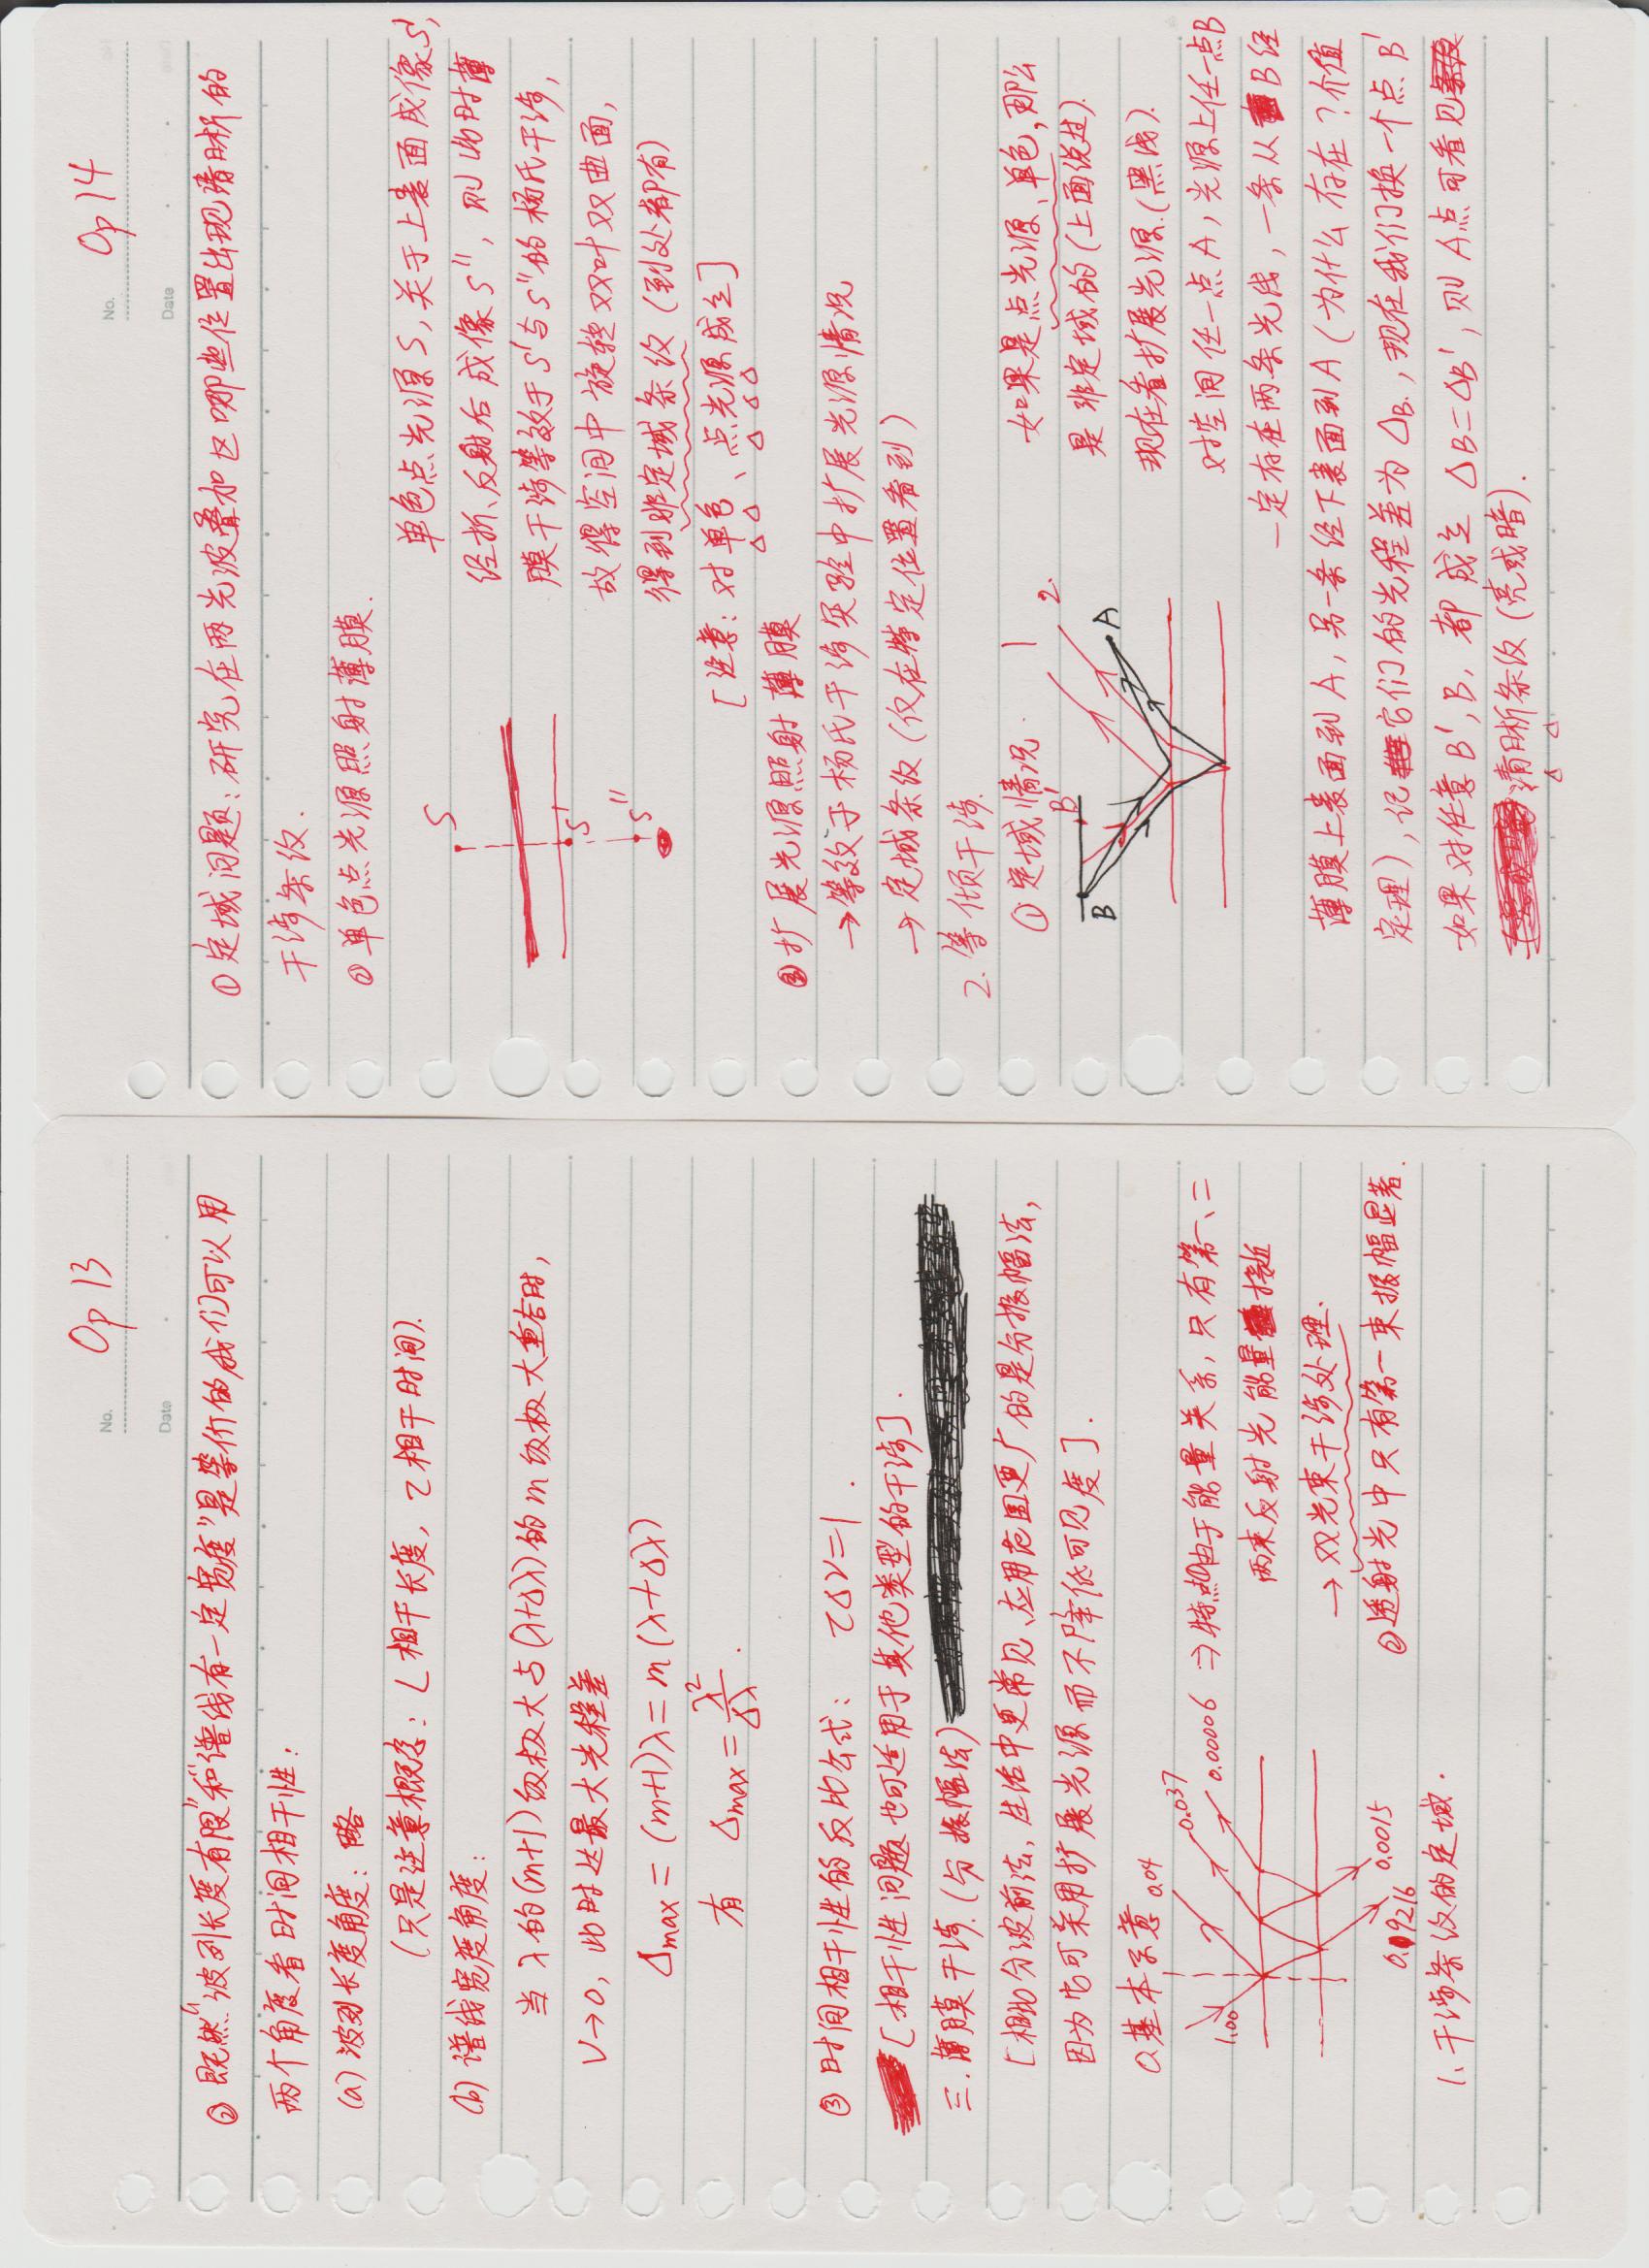 No. Op 13
Date
② 既然"波列长度有限"和"谱线有一定宽度"是等价的,我们可以用
两个角度看时间相干性:
(a) 波列长度角度: 略
(只是注意概念: L 相干长度, τ 相干时间).
(b) 谱线宽度角度:
当 λ 的 (m+1) 级极大与 (λ+Δλ) 的 m 级极大重合时,
V→0, 此时达最大光程差
Δmax = (m+1)λ = m(λ+Δλ)
有 Δmax = λ²/Δλ .
③ 时间相干性的反比公式: τΔν=1 .
[相干性问题也可适用于其他类型的干涉].
三. 薄膜干涉. (分振幅法)
[相比分波前法, 生活中更常见、应用范围更广的是分振幅法,
因为它可采用扩展光源而不降低可见度].
0. 基本示意
0.04
0.037
1.00
0.00006
⇒ 特点①由于能量关系, 只有第一、二
两束反射光能量接近
→ 双光束干涉处理.
0.0015
② 透射光中只有第一束振幅显著.
0.9216
1. 干涉条纹的定域.
No. Op 14
Date
① 定域问题: 研究在两光波叠加区哪些位置出现清晰的
干涉条纹.
② 单色点光源照射薄膜.
S
S'
S''
单色点光源 S, 关于上表面成像 S',
经折、反射后成像 S'', 则此时薄
膜干涉等效于 S' 与 S'' 的杨氏干涉,
故得空间中旋转双叶双曲面,
得到非定域条纹 (到处都有)
[注意: 对单色、点光源成立]
③ 扩展光源照射薄膜
→ 等效于杨氏干涉实验中扩展光源情况
→ 定域条纹 (仅在特定位置看到)
2. 等倾干涉.
① 定域情况.
1
2.
B'
B
A
如果是点光源、单色, 那么
是非定域的 (上面说过).
现在看扩展光源. (黑线).
对空间任一点 A, 光源上任一点 B
一定存在两条光线, 一条从 B 经
薄膜上表面到 A, 另一条经下表面到 A (为什么存在? 介值
定理), 记它们的光程差为 ΔB., 现在我们换一个点 B'
如果对任意 B', B, 都成立 ΔB=ΔB', 则 A 点可看见
清晰条纹 (亮或暗).